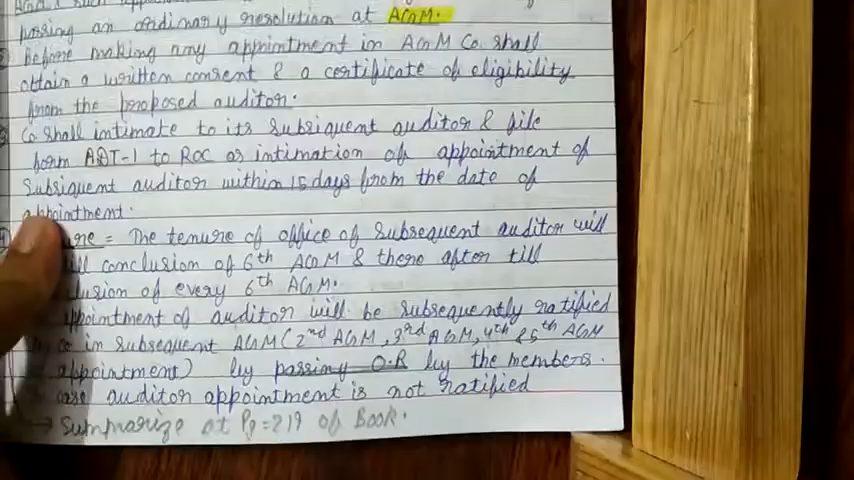 passing an ordinary resolution at AGM.
Before making any appointment in AGM Co. shall
obtain a written consent & a certificate of eligibility
from the proposed auditor.
Co shall intimate to its subsiquent auditor & file
form ADT-1 to ROC or intimation of appointment of
subsiquent auditor within 15 days from the date of
appointment.
= The tenure of office of subsequent auditor will
conclusion of 6th AGM & there after till
of every 6th AGM.
of auditor will be subsequently ratified
co in subsequent AGM (2nd AGM, 3rd AGM, 4th & 5th AGM
appointment) by passing O.R by the members.
case auditor appointment is not ratified
→ Summarize at Pg=219 of Book.